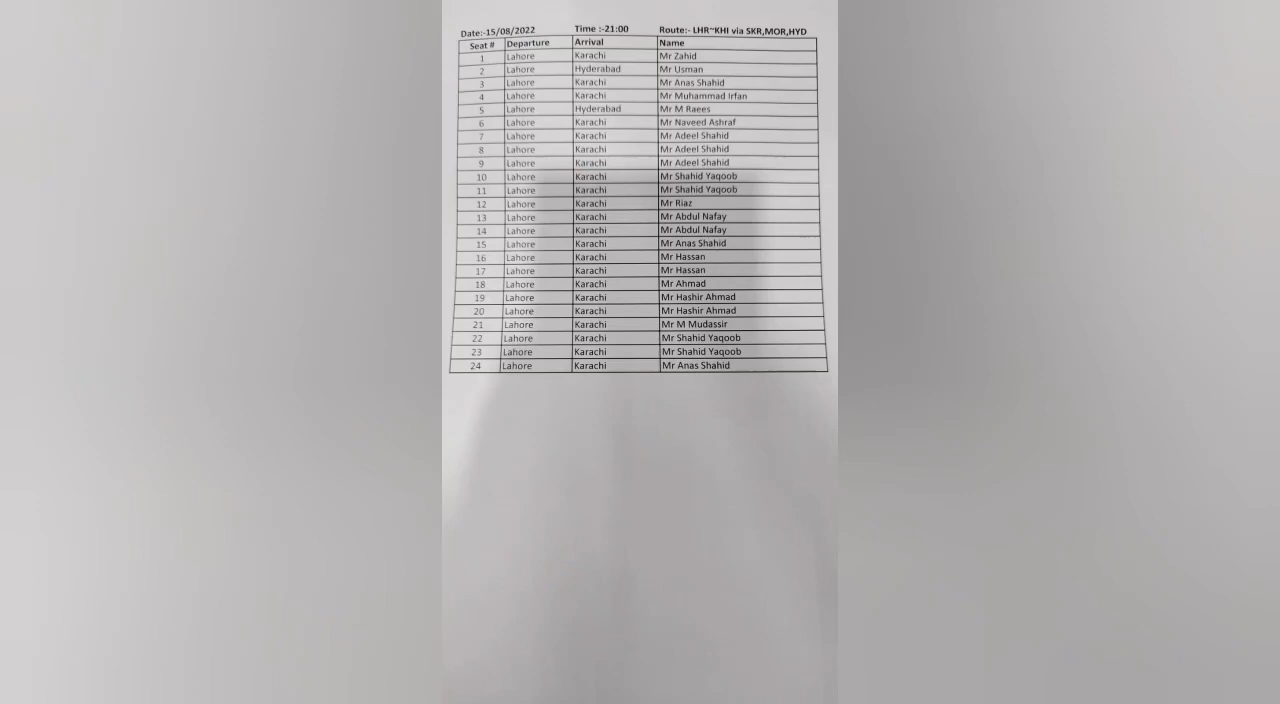 Date:-15/08/2022 Time :-21:00 Route:- LHR~KHI via SKR,MOR,HYD
Seat # Departure Arrival Name
1 Lahore Karachi Mr Zahid
2 Lahore Hyderabad Mr Usman
3 Lahore Karachi Mr Anas Shahid
4 Lahore Karachi Mr Muhammad Irfan
5 Lahore Hyderabad Mr M Raees
6 Lahore Karachi Mr Naveed Ashraf
7 Lahore Karachi Mr Adeel Shahid
8 Lahore Karachi Mr Adeel Shahid
9 Lahore Karachi Mr Adeel Shahid
10 Lahore Karachi Mr Shahid Yaqoob
11 Lahore Karachi Mr Shahid Yaqoob
12 Lahore Karachi Mr Riaz
13 Lahore Karachi Mr Abdul Nafay
14 Lahore Karachi Mr Abdul Nafay
15 Lahore Karachi Mr Anas Shahid
16 Lahore Karachi Mr Hassan
17 Lahore Karachi Mr Hassan
18 Lahore Karachi Mr Ahmad
19 Lahore Karachi Mr Hashir Ahmad
20 Lahore Karachi Mr Hashir Ahmad
21 Lahore Karachi Mr M Mudassir
22 Lahore Karachi Mr Shahid Yaqoob
23 Lahore Karachi Mr Shahid Yaqoob
24 Lahore Karachi Mr Anas Shahid